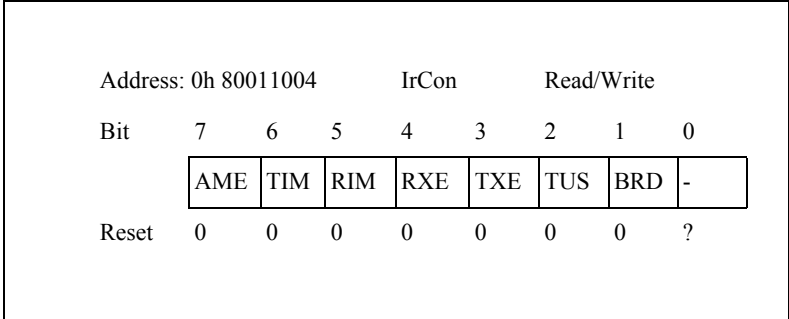 Address: 0h 80011004 IrCon Read/Write
Bit 7 6 5 4 3 2 1 0
AME TIM RIM RXE TXE TUS BRD -
Reset 0 0 0 0 0 0 0 ?